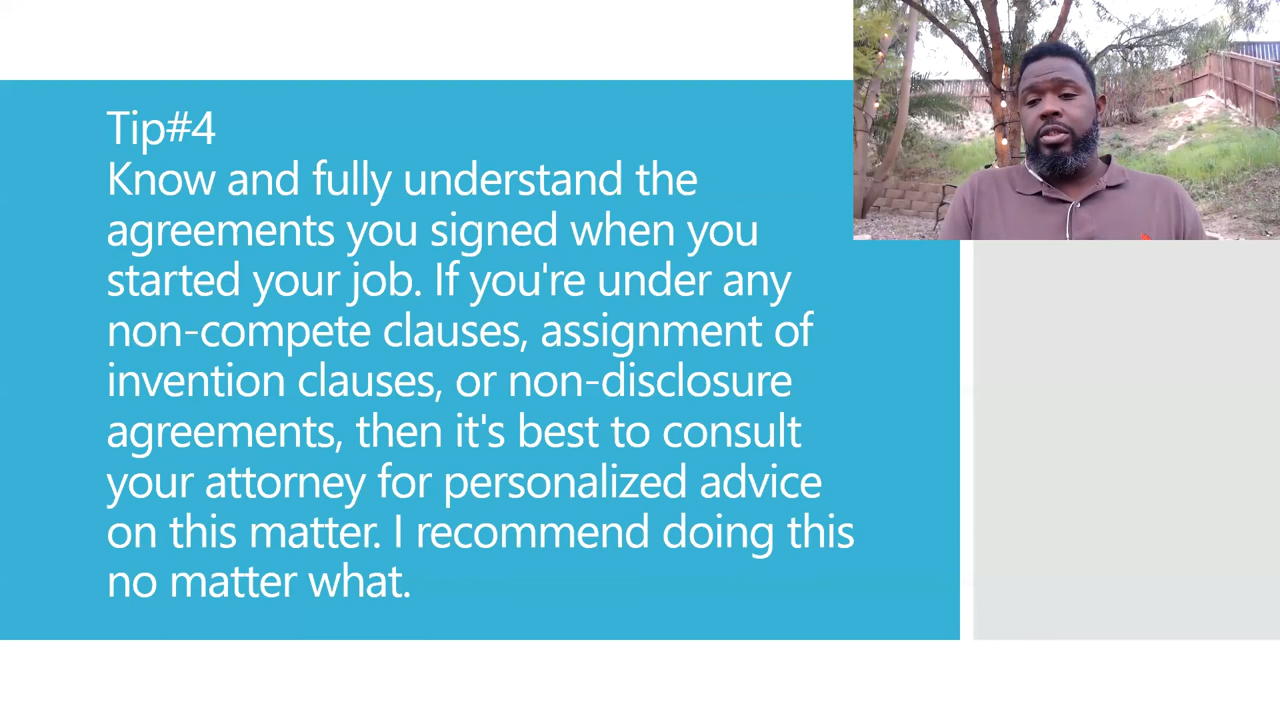 Tip#4
Know and fully understand the
agreements you signed when you
started your job. If you're under any
non-compete clauses, assignment of
invention clauses, or non-disclosure
agreements, then it's best to consult
your attorney for personalized advice
on this matter. I recommend doing this
no matter what.